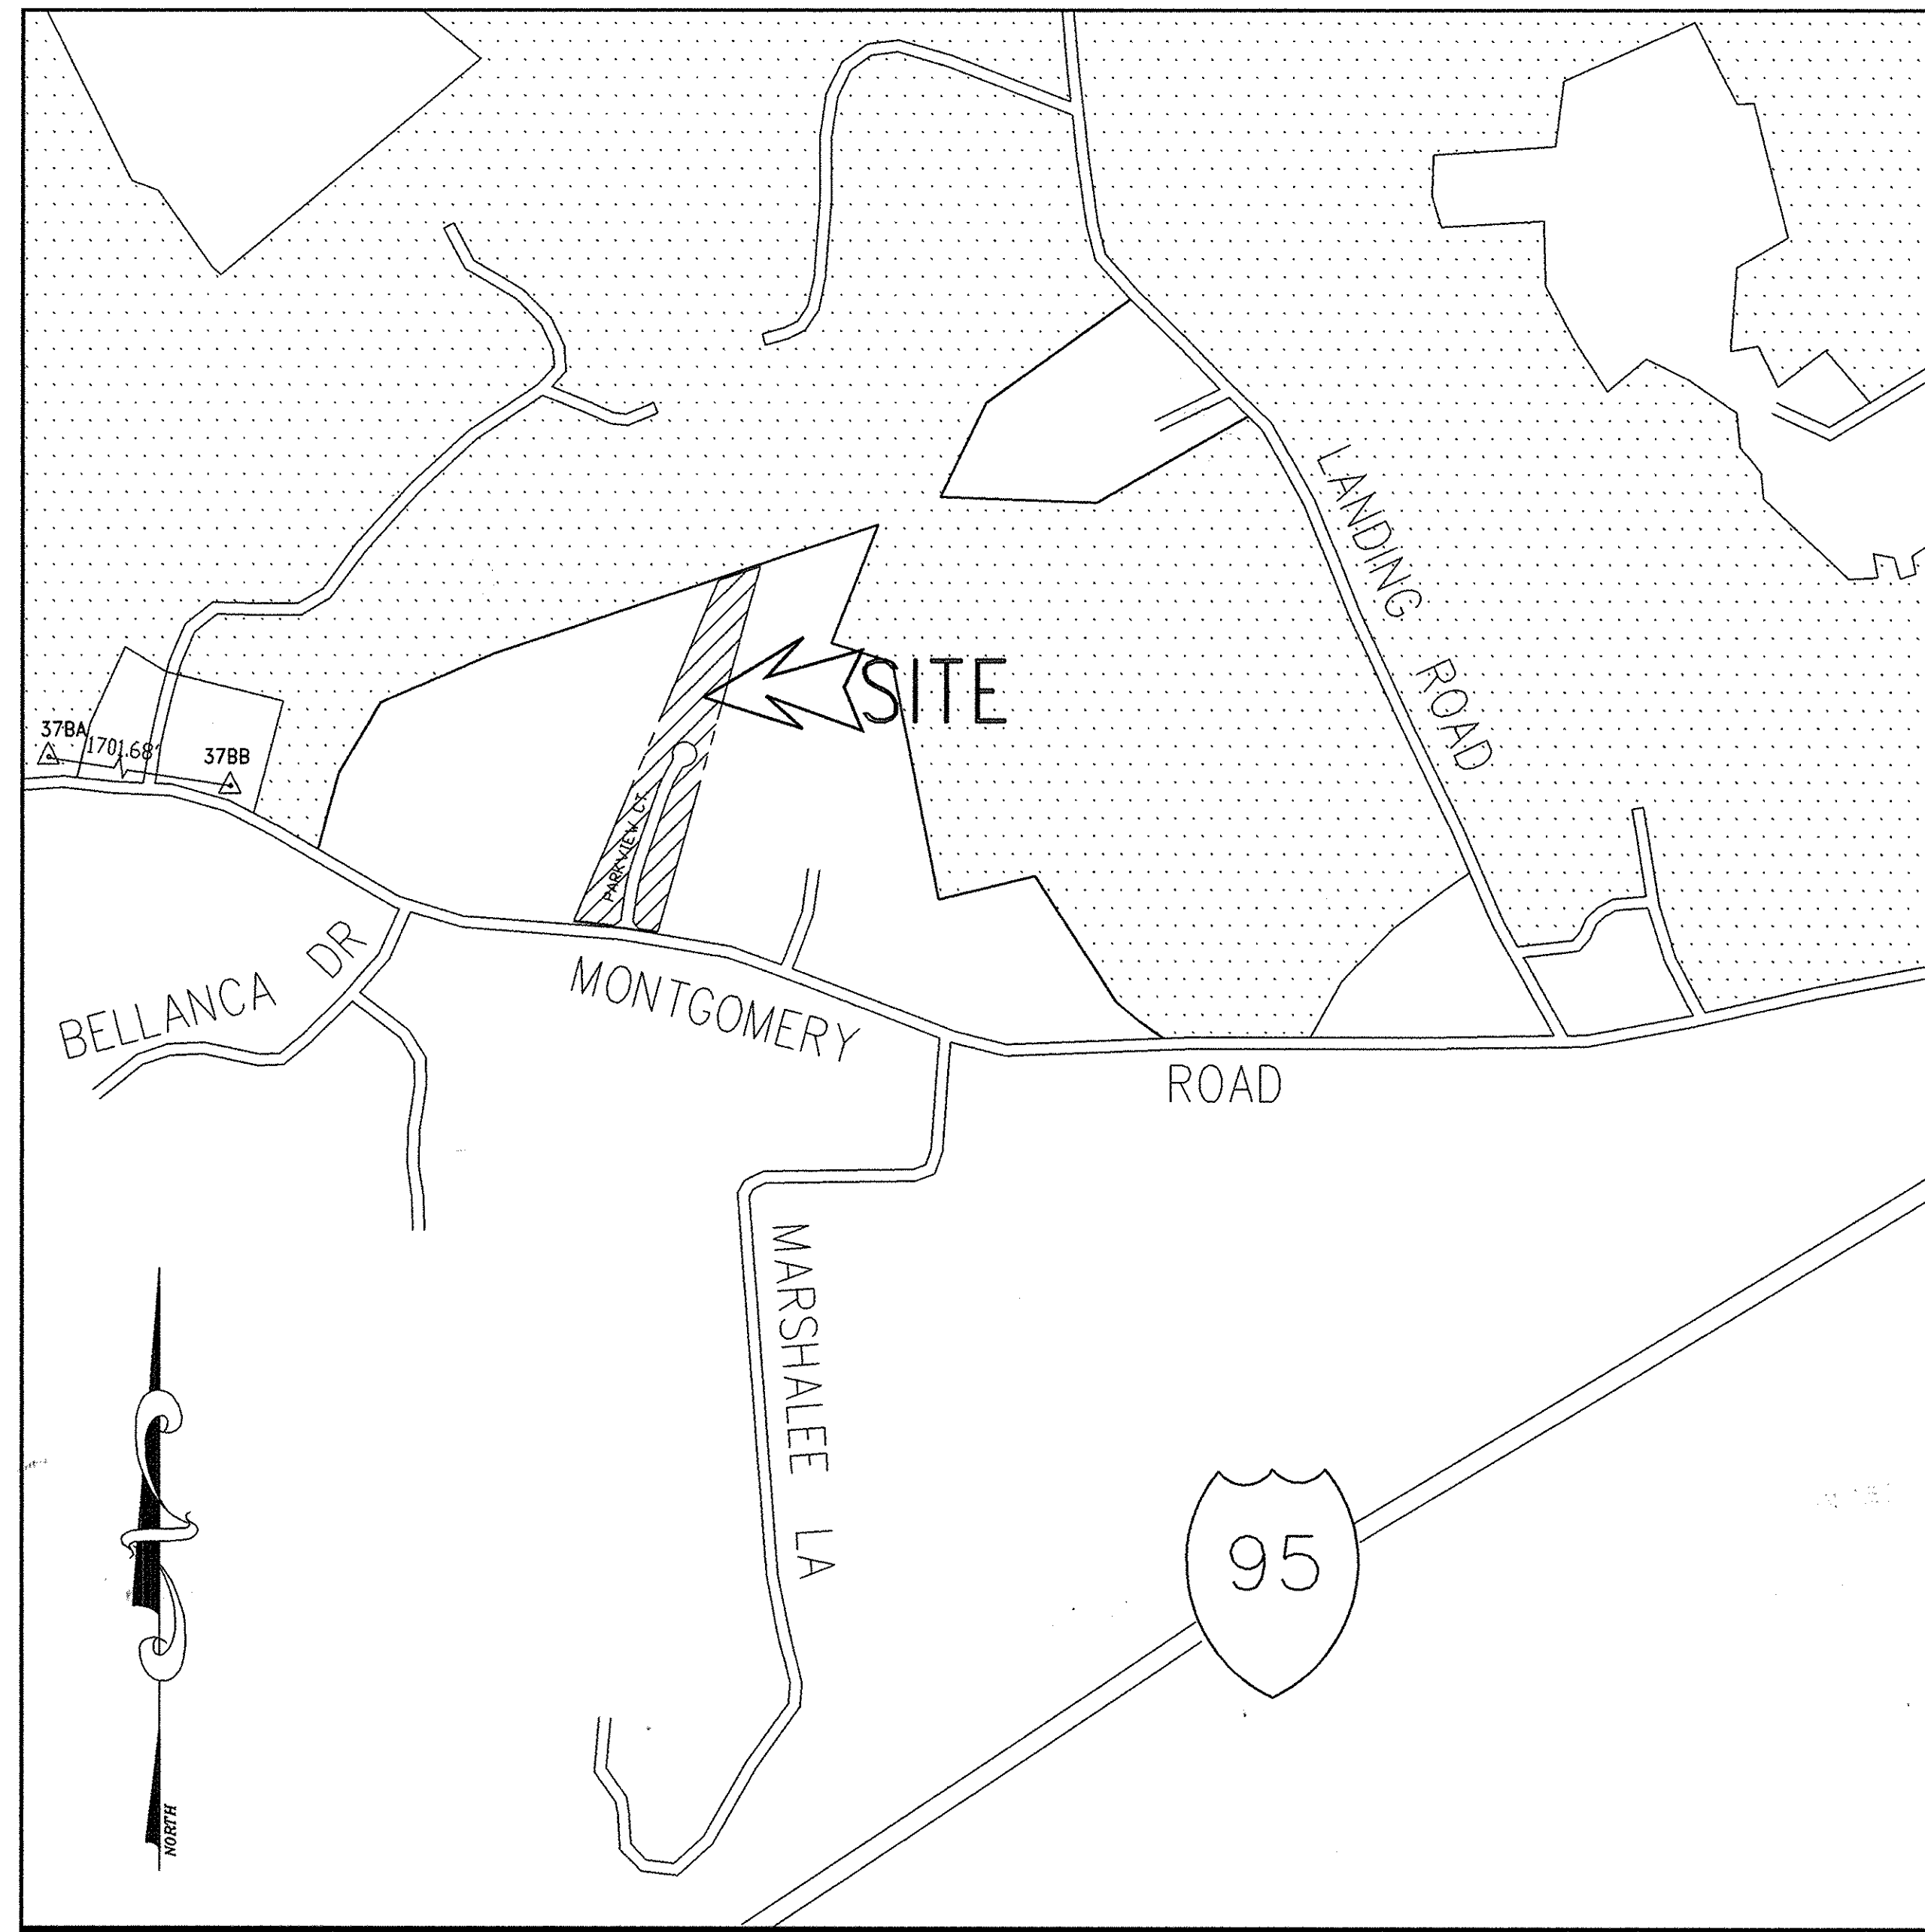 LANDING ROAD
SITE
37BA
1701.68'
37BB
PARKVIEW CT.
BELLANCA DR
MONTGOMERY ROAD
MARSHALEE LA
95
NORTH